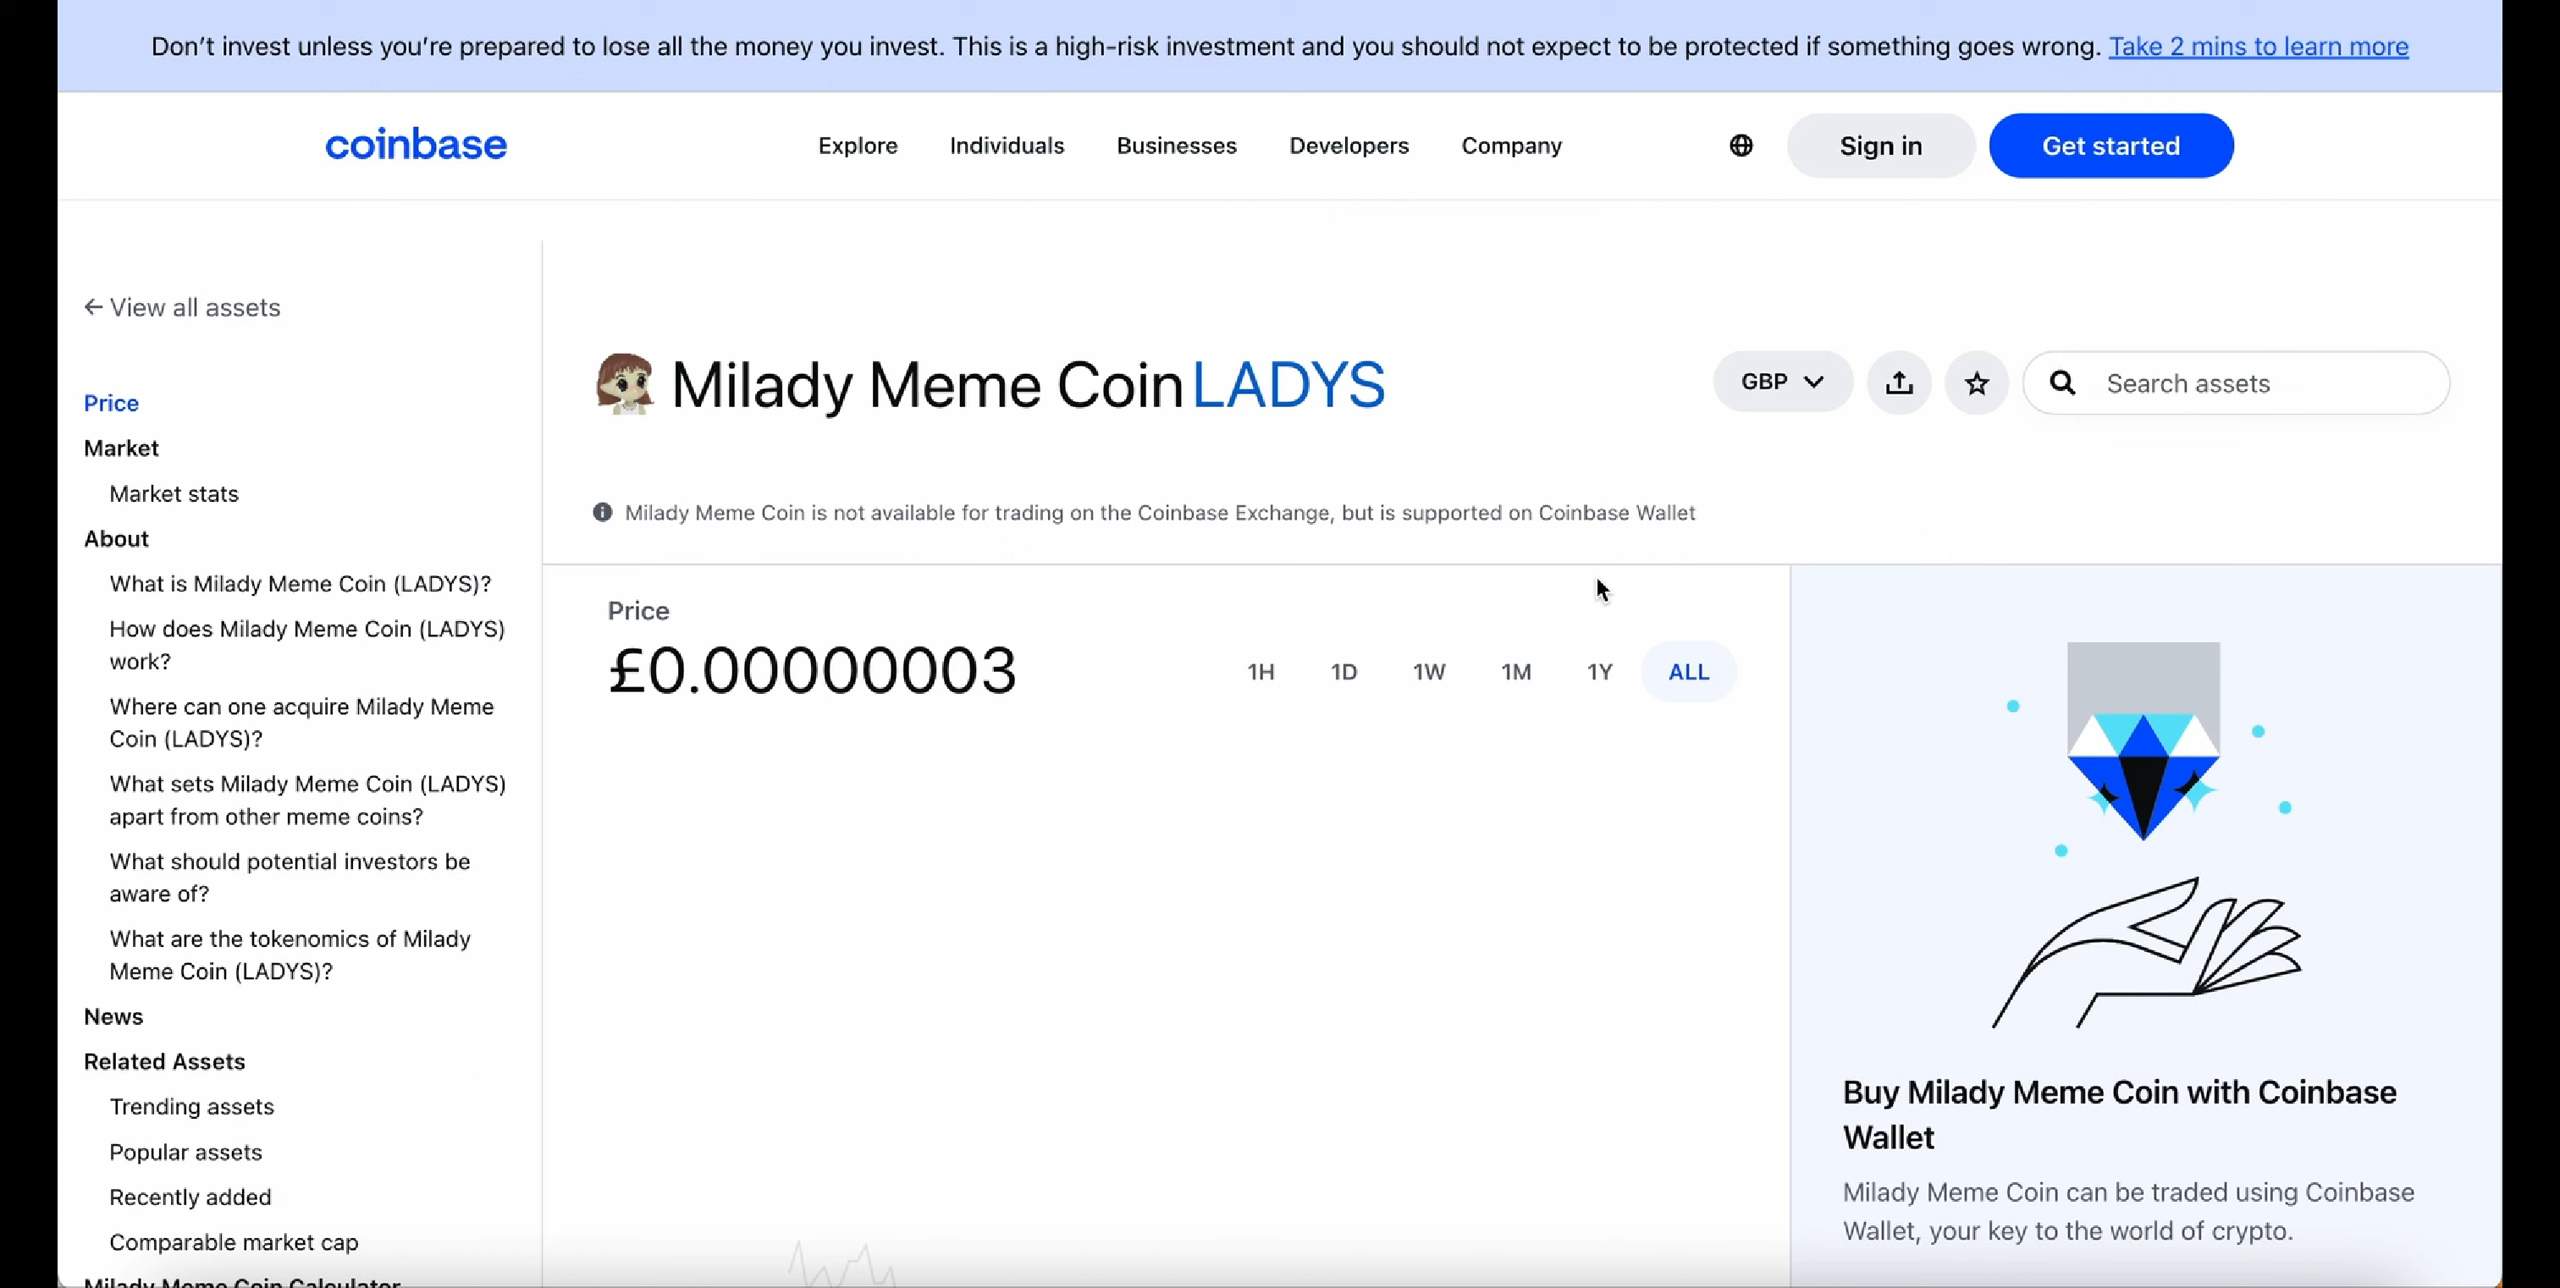 Don't invest unless you're prepared to lose all the money you invest. This is a high-risk investment and you should not expect to be protected if something goes wrong. Take 2 mins to learn more
coinbase
Explore Individuals Businesses Developers Company
Sign in
Get started
← View all assets
Price
Market
Market stats
About
What is Milady Meme Coin (LADYS)?
How does Milady Meme Coin (LADYS)
work?
Where can one acquire Milady Meme
Coin (LADYS)?
What sets Milady Meme Coin (LADYS)
apart from other meme coins?
What should potential investors be
aware of?
What are the tokenomics of Milady
Meme Coin (LADYS)?
News
Related Assets
Trending assets
Popular assets
Recently added
Comparable market cap
Milady Meme Coin Calculator
Milady Meme Coin LADYS
GBP
Search assets
Milady Meme Coin is not available for trading on the Coinbase Exchange, but is supported on Coinbase Wallet
Price
£0.00000003
1H 1D 1W 1M 1Y ALL
Buy Milady Meme Coin with Coinbase
Wallet
Milady Meme Coin can be traded using Coinbase
Wallet, your key to the world of crypto.